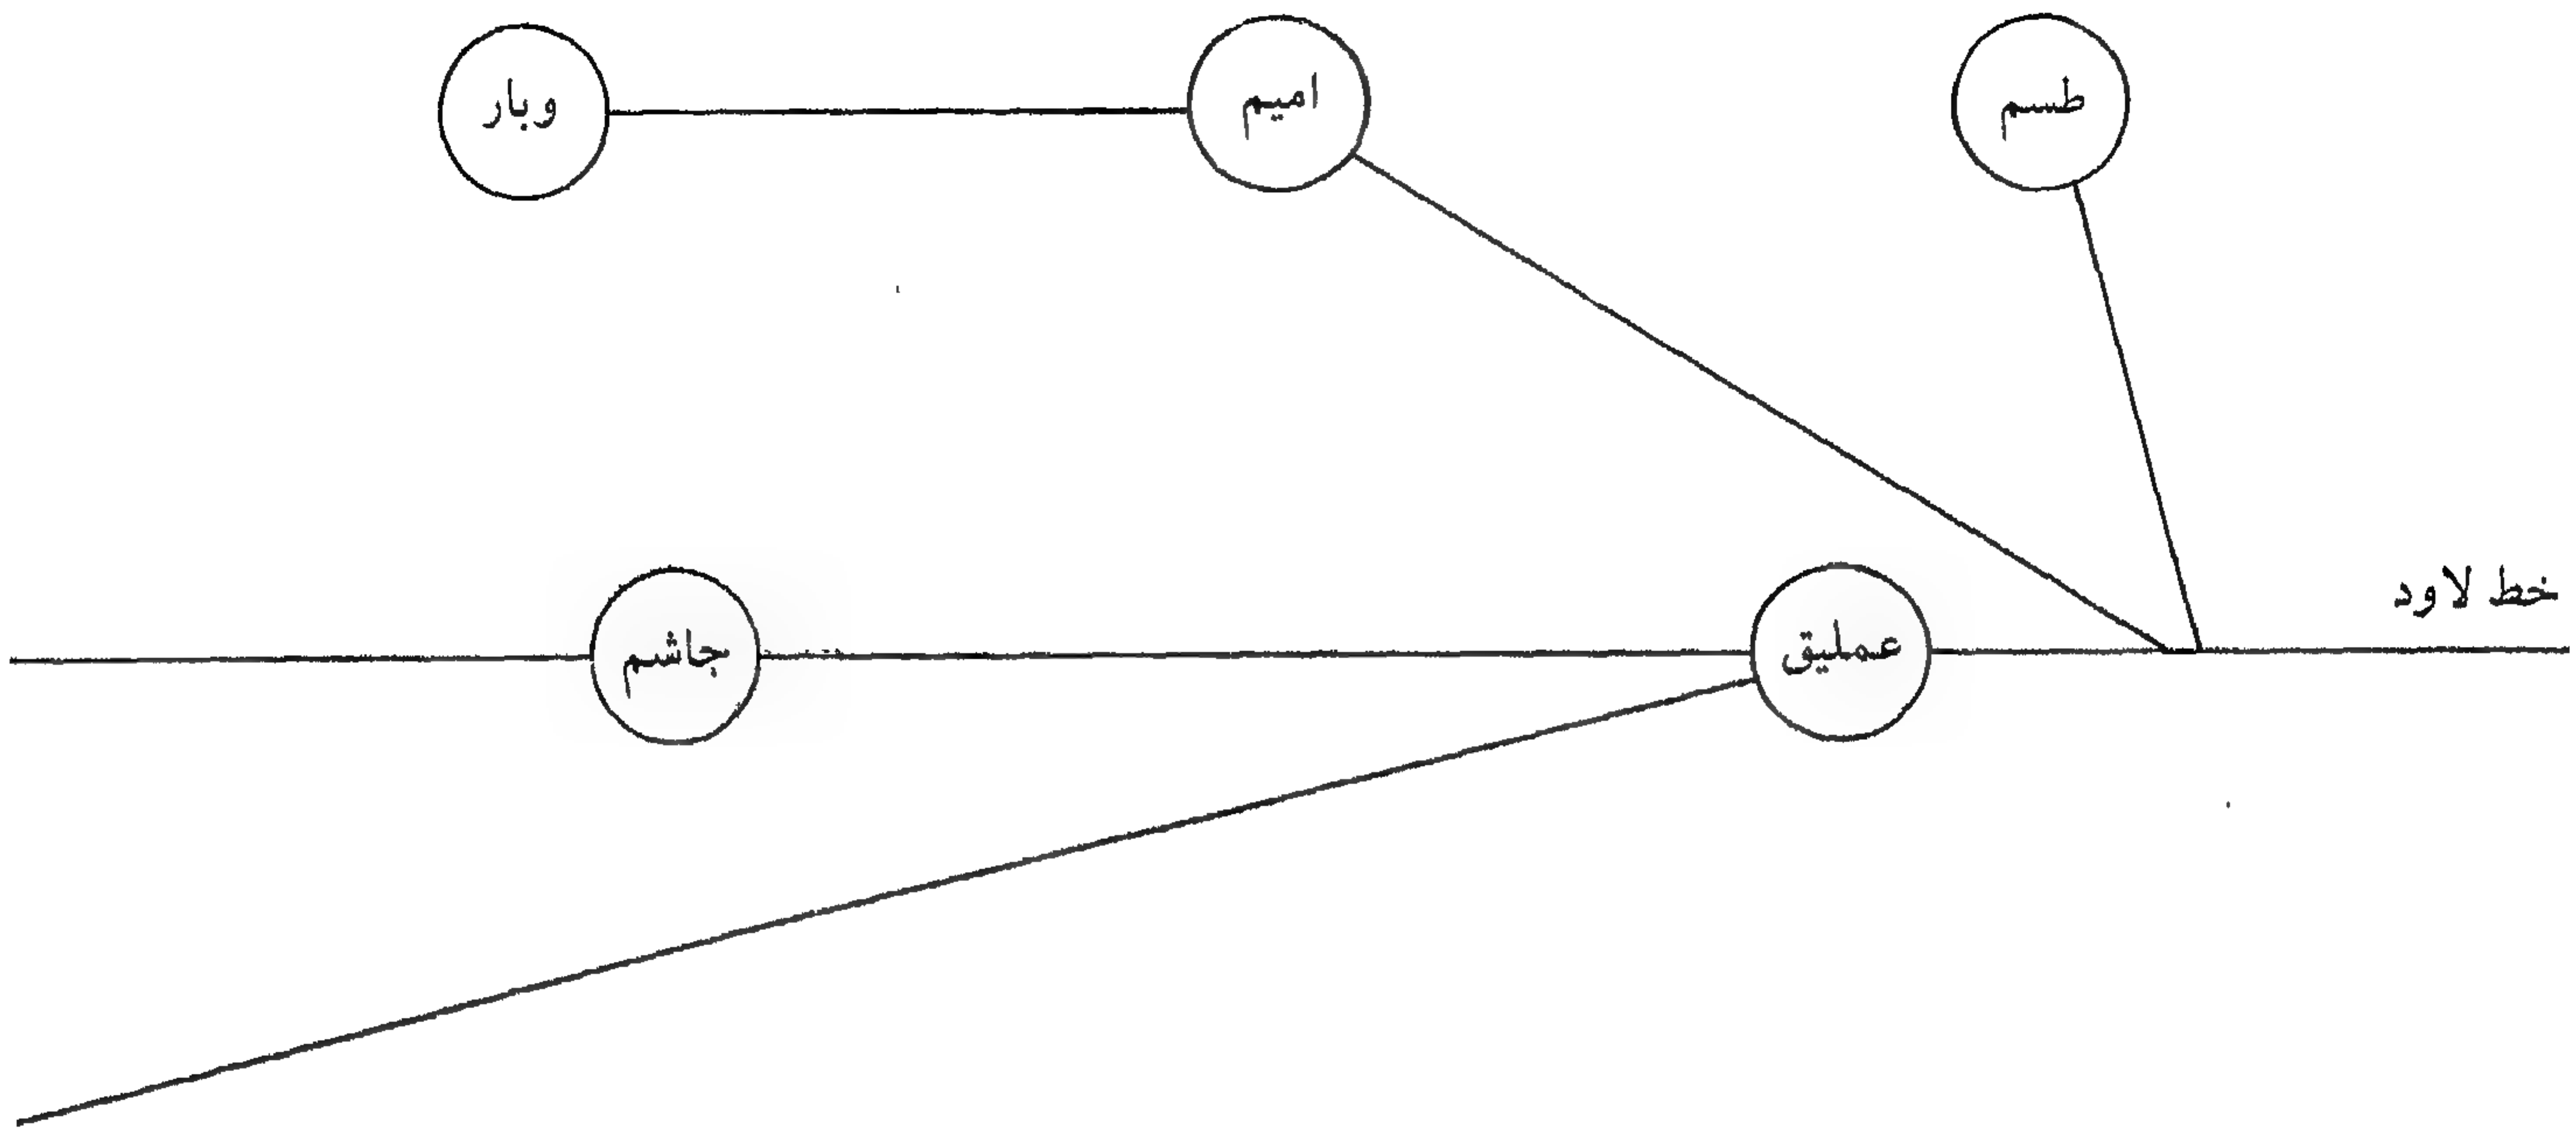 طسم
اميم
وبار
خط لاود
عمليق
جاشم